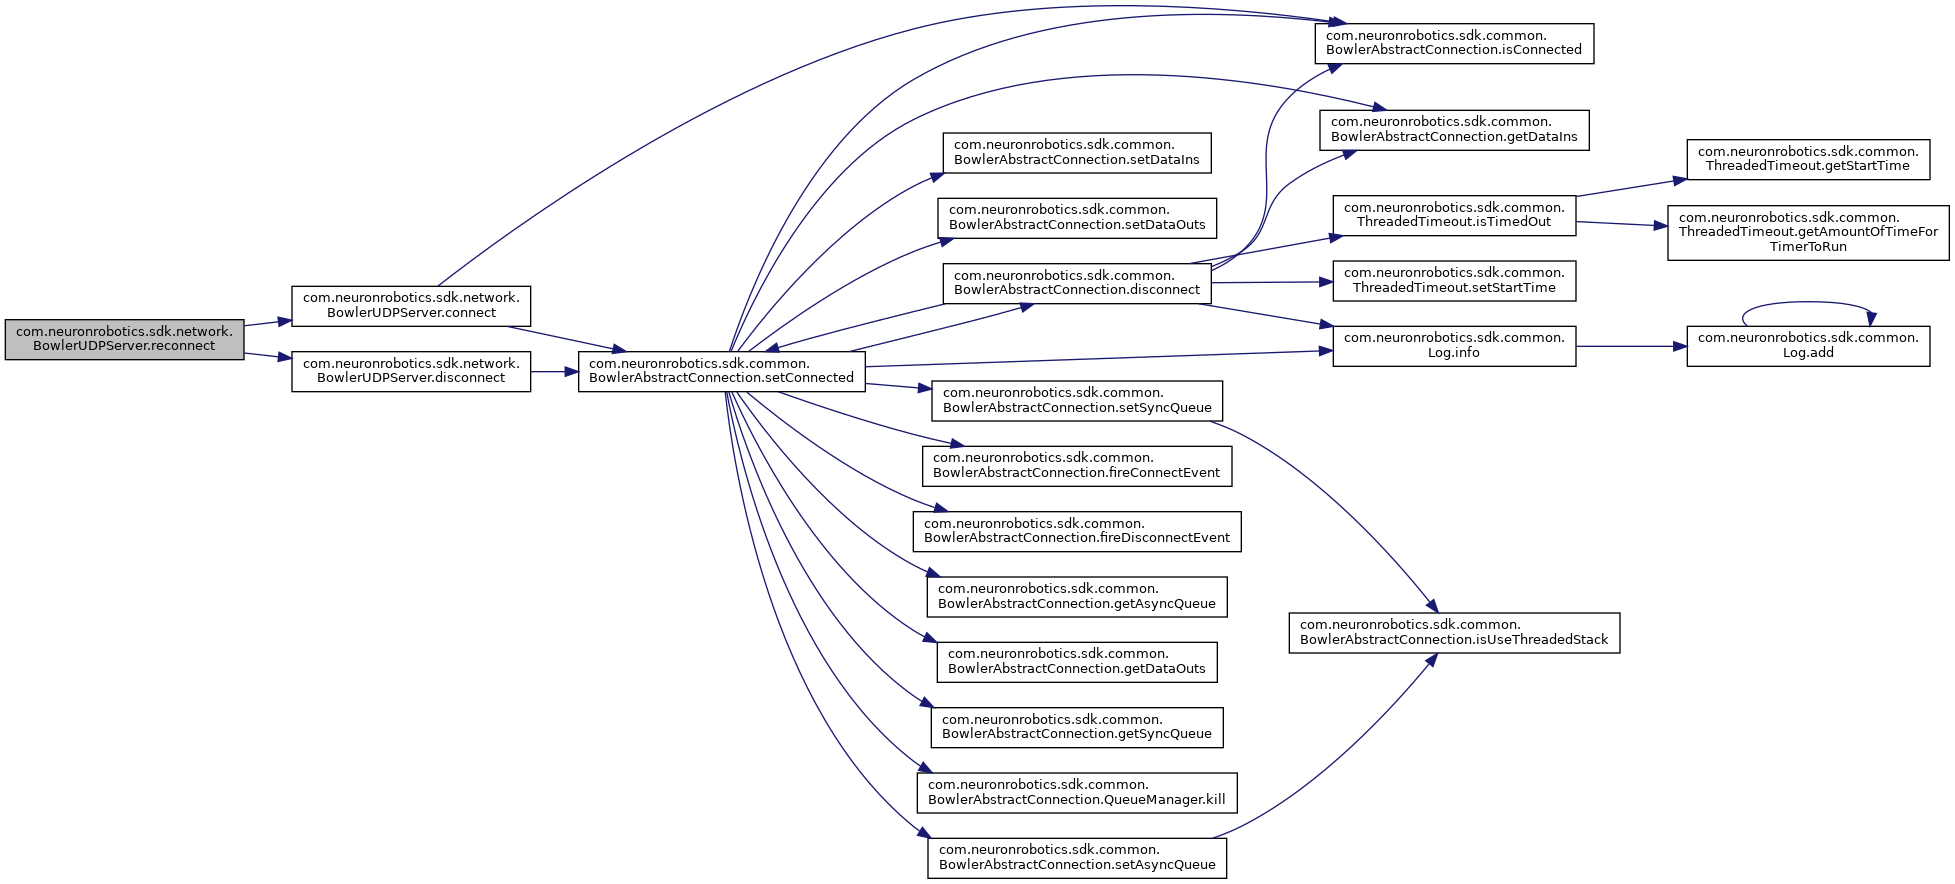 com.neuronrobotics.sdk.network.
BowlerUDPServer.reconnect
com.neuronrobotics.sdk.network.
BowlerUDPServer.connect
com.neuronrobotics.sdk.network.
BowlerUDPServer.disconnect
com.neuronrobotics.sdk.common.
BowlerAbstractConnection.setConnected
com.neuronrobotics.sdk.common.
BowlerAbstractConnection.setDataIns
com.neuronrobotics.sdk.common.
BowlerAbstractConnection.setDataOuts
com.neuronrobotics.sdk.common.
BowlerAbstractConnection.disconnect
com.neuronrobotics.sdk.common.
BowlerAbstractConnection.setSyncQueue
com.neuronrobotics.sdk.common.
BowlerAbstractConnection.fireConnectEvent
com.neuronrobotics.sdk.common.
BowlerAbstractConnection.fireDisconnectEvent
com.neuronrobotics.sdk.common.
BowlerAbstractConnection.getAsyncQueue
com.neuronrobotics.sdk.common.
BowlerAbstractConnection.getDataOuts
com.neuronrobotics.sdk.common.
BowlerAbstractConnection.getSyncQueue
com.neuronrobotics.sdk.common.
BowlerAbstractConnection.QueueManager.kill
com.neuronrobotics.sdk.common.
BowlerAbstractConnection.setAsyncQueue
com.neuronrobotics.sdk.common.
BowlerAbstractConnection.isConnected
com.neuronrobotics.sdk.common.
BowlerAbstractConnection.getDataIns
com.neuronrobotics.sdk.common.
ThreadedTimeout.isTimedOut
com.neuronrobotics.sdk.common.
ThreadedTimeout.setStartTime
com.neuronrobotics.sdk.common.
Log.info
com.neuronrobotics.sdk.common.
BowlerAbstractConnection.isUseThreadedStack
com.neuronrobotics.sdk.common.
ThreadedTimeout.getStartTime
com.neuronrobotics.sdk.common.
ThreadedTimeout.getAmountOfTimeFor
TimerToRun
com.neuronrobotics.sdk.common.
Log.add